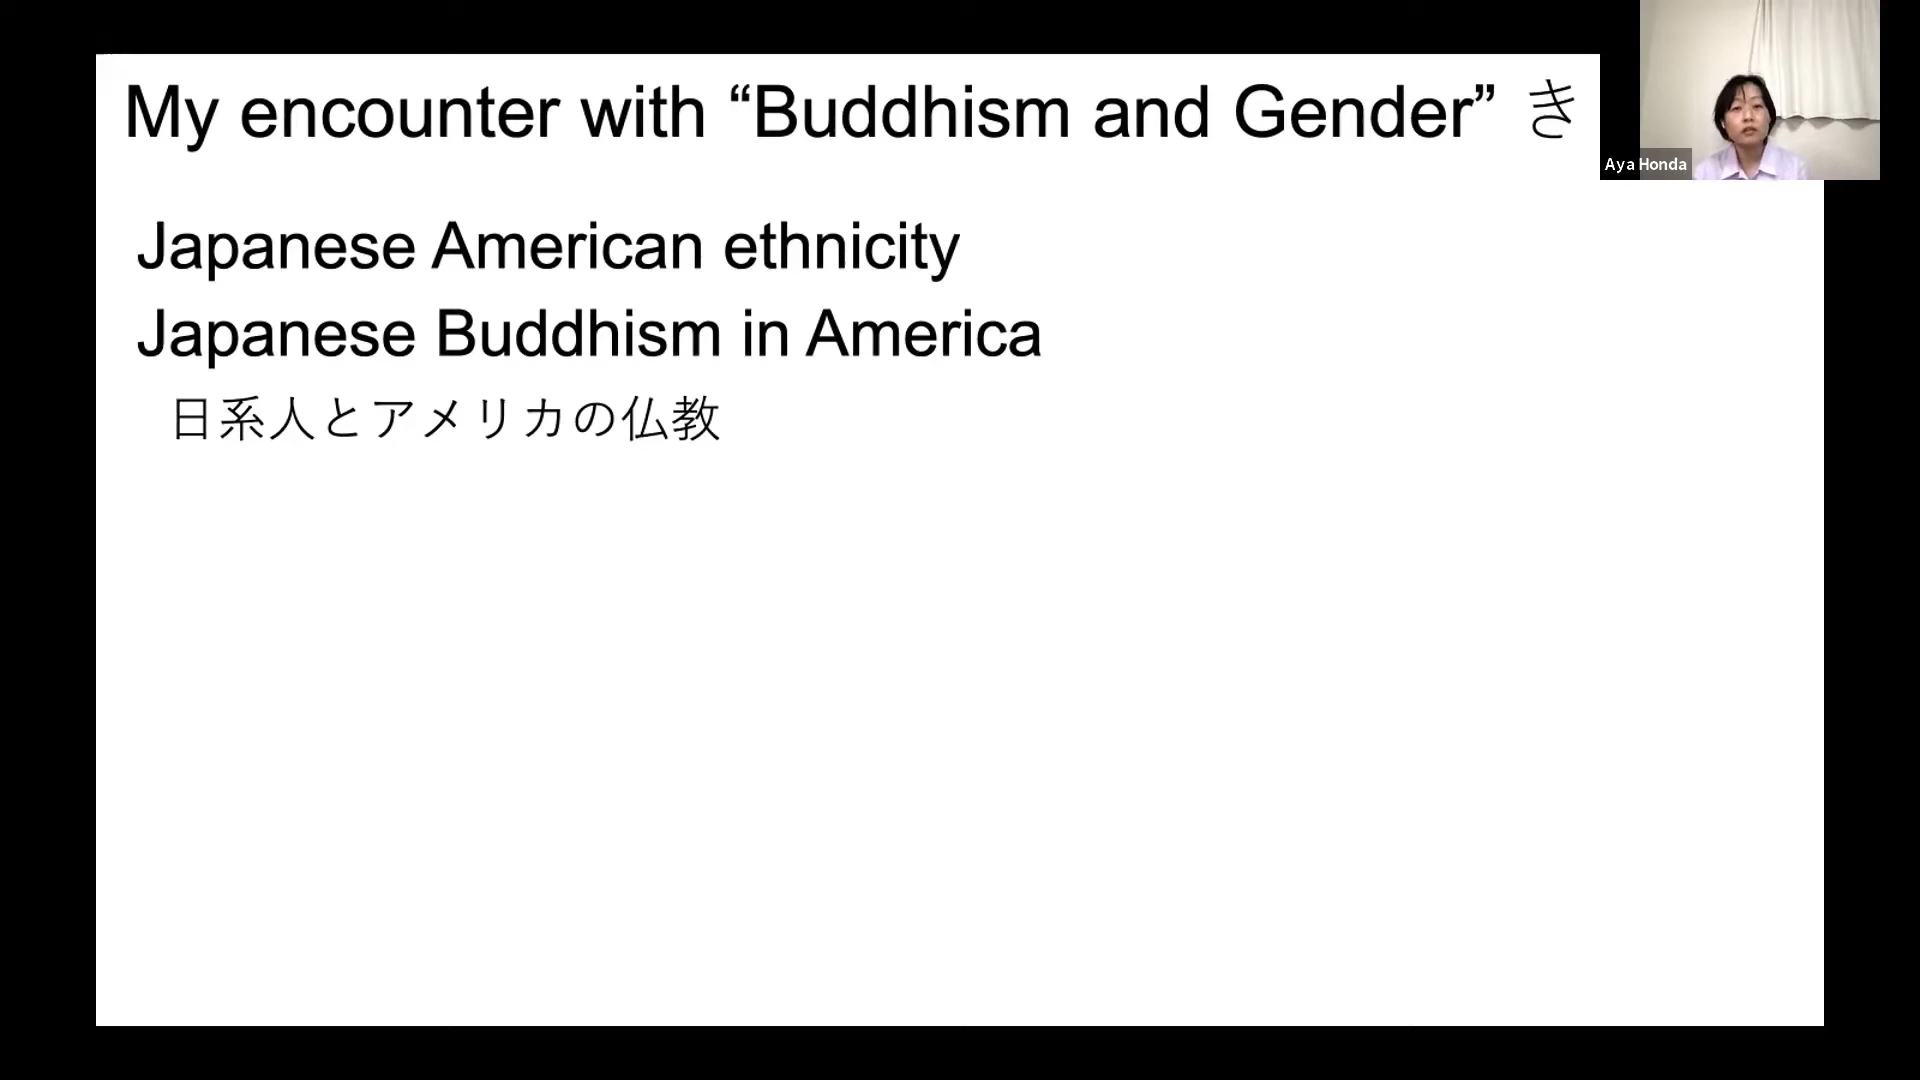 My encounter with “Buddhism and Gender” き
Aya Honda
Japanese American ethnicity
Japanese Buddhism in America
日系人とアメリカの仏教